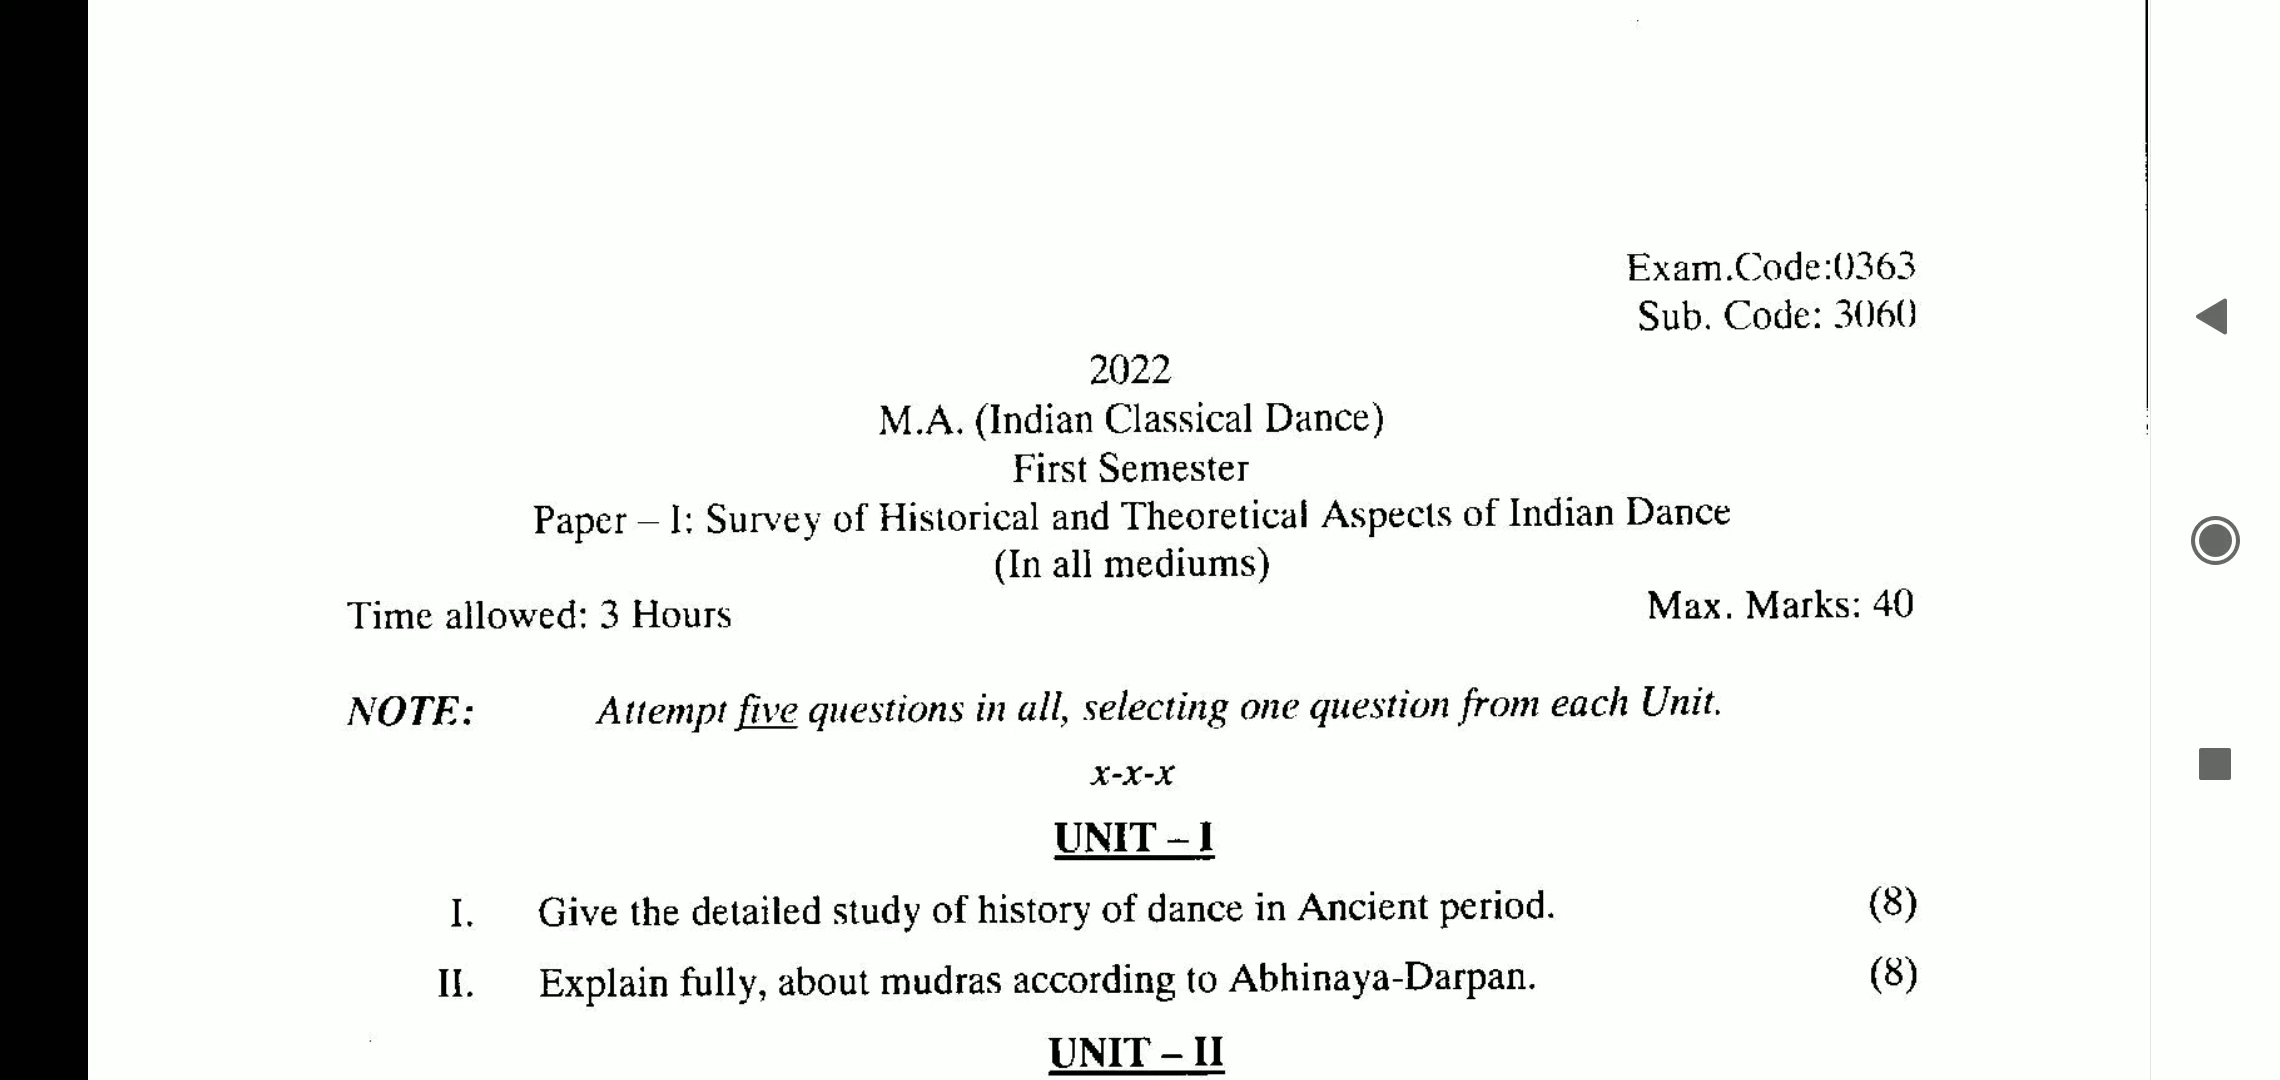 Exam.Code:0363
Sub. Code: 3060
2022
M.A. (Indian Classical Dance)
First Semester
Paper – I: Survey of Historical and Theoretical Aspects of Indian Dance
(In all mediums)
Time allowed: 3 Hours Max. Marks: 40
NOTE: Attempt five questions in all, selecting one question from each Unit.
x-x-x
UNIT – I
I. Give the detailed study of history of dance in Ancient period. (8)
II. Explain fully, about mudras according to Abhinaya-Darpan. (8)
UNIT – II